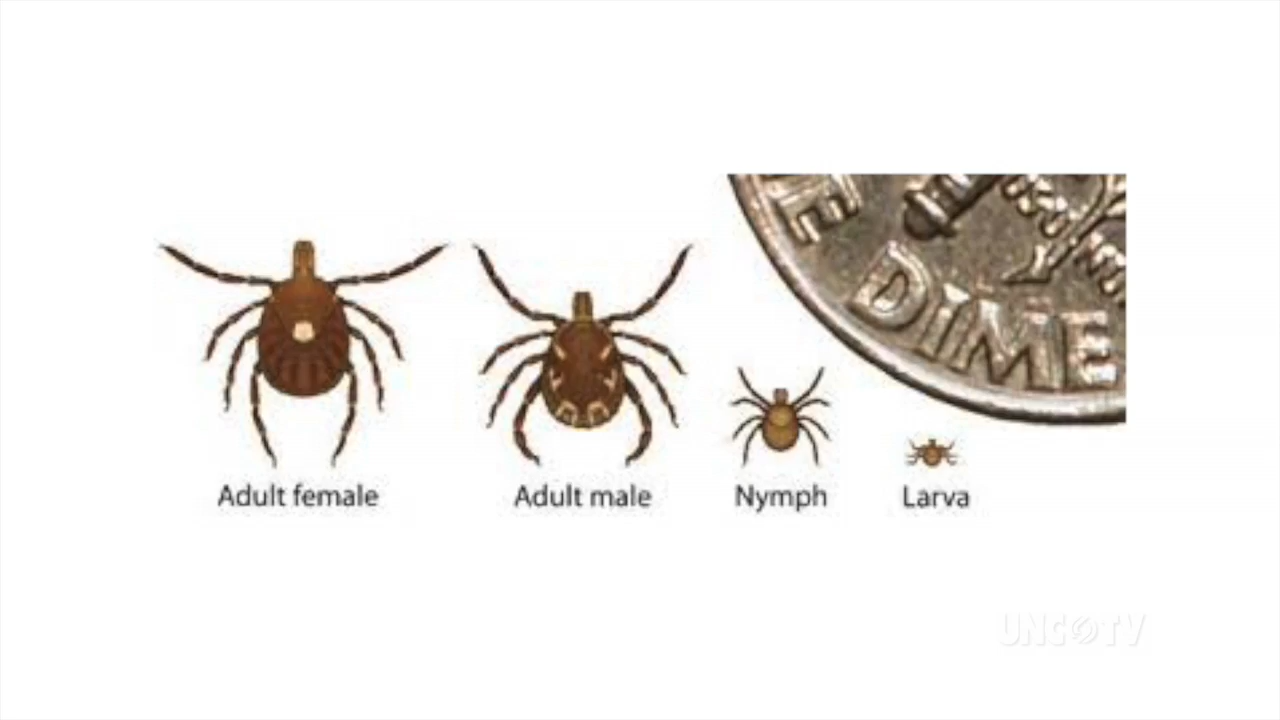 E
DIME
Adult female
Adult male
Nymph
Larva
UNC TV